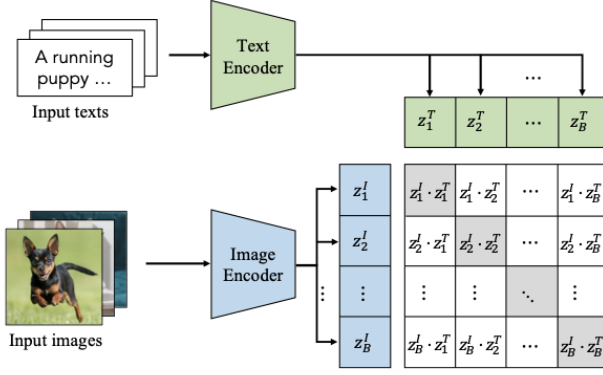 A running
puppy ...
Input texts
Text
Encoder
...
z_1^T z_2^T ... z_B^T
z_1^I z_1^I · z_1^T z_1^I · z_2^T ... z_1^I · z_B^T
z_2^I z_2^I · z_1^T z_2^I · z_2^T ... z_2^I · z_B^T
Image
Encoder
⋮ ⋮ ⋮ ⋮ ⋱ ⋮
z_B^I z_B^I · z_1^T z_B^I · z_2^T ... z_B^I · z_B^T
Input images